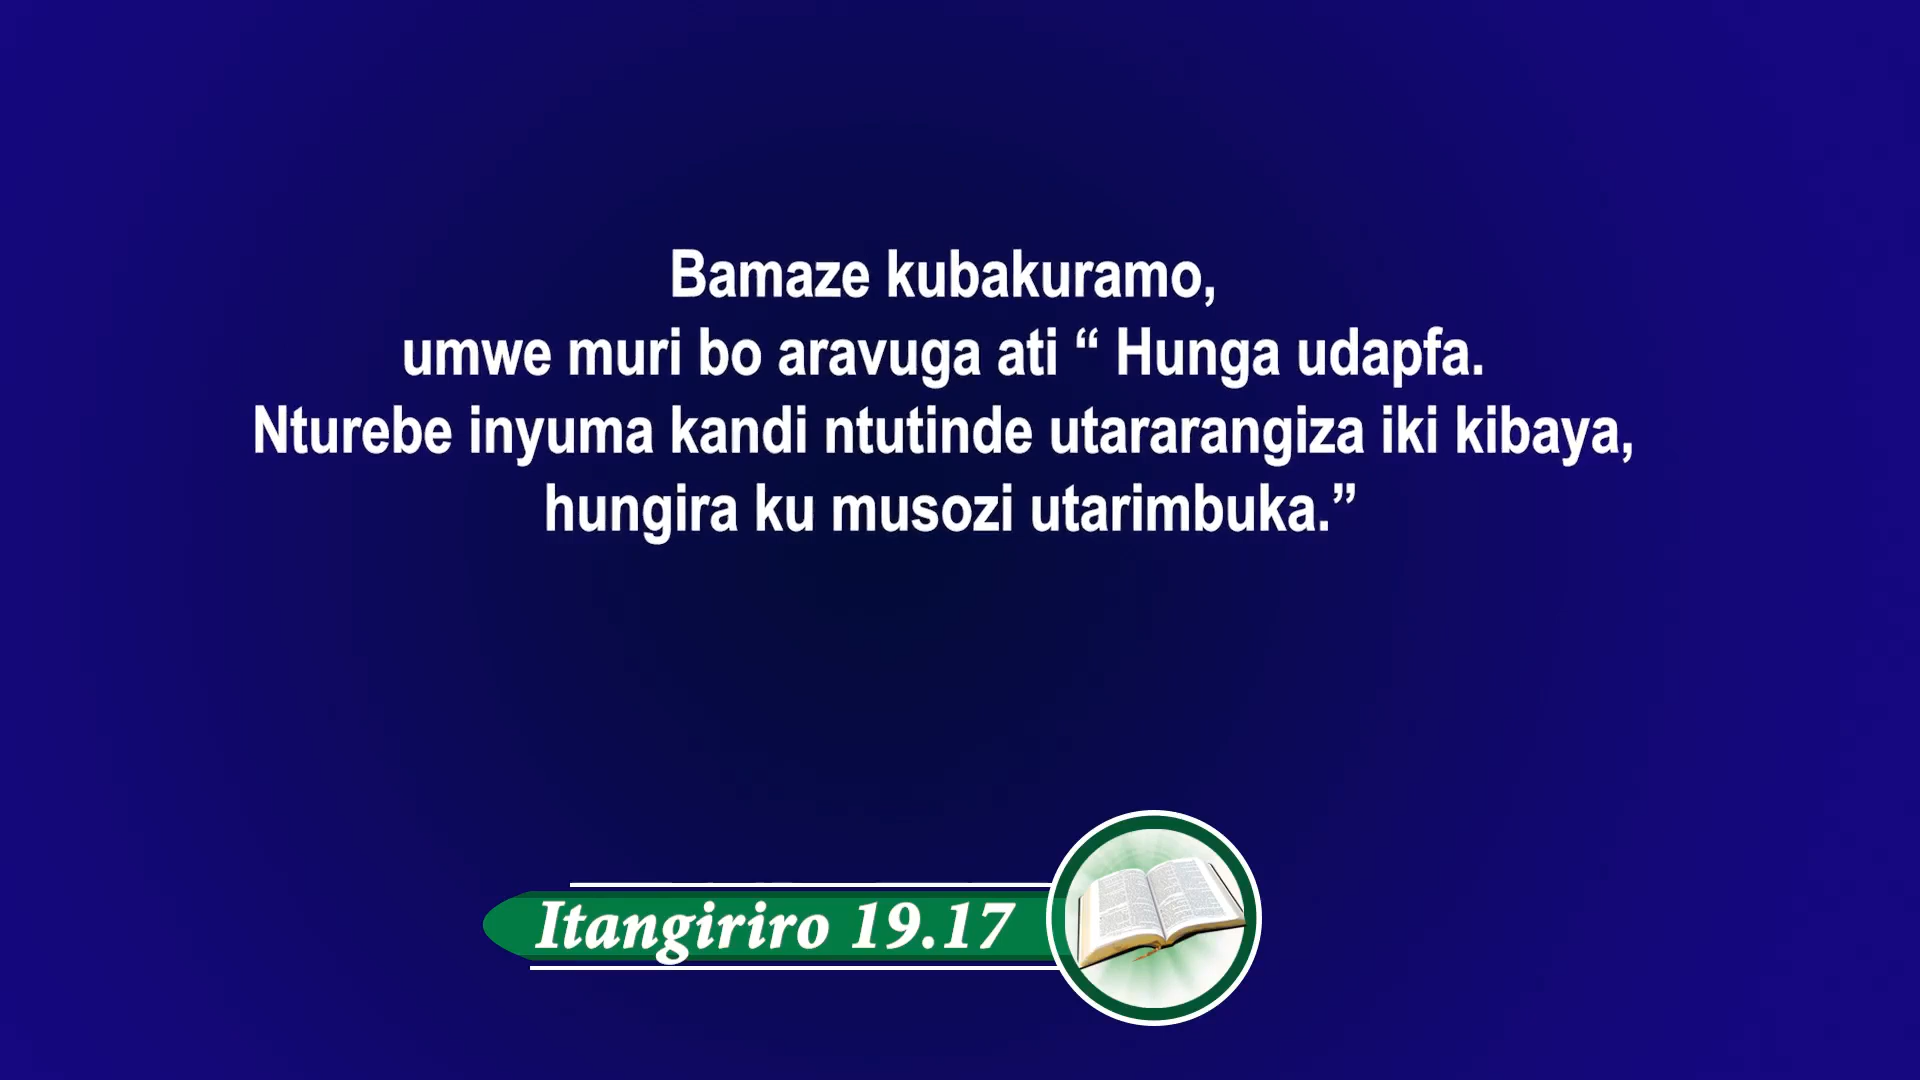 Bamaze kubakuramo,
umwe muri bo aravuga ati “ Hunga udapfa.
Nturebe inyuma kandi ntutinde utararangiza iki kibaya,
hungira ku musozi utarimbuka.”
Itangiriro 19.17